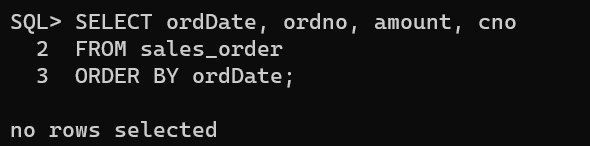 SQL> SELECT ordDate, ordno, amount, cno
  2  FROM sales_order
  3  ORDER BY ordDate;
no rows selected